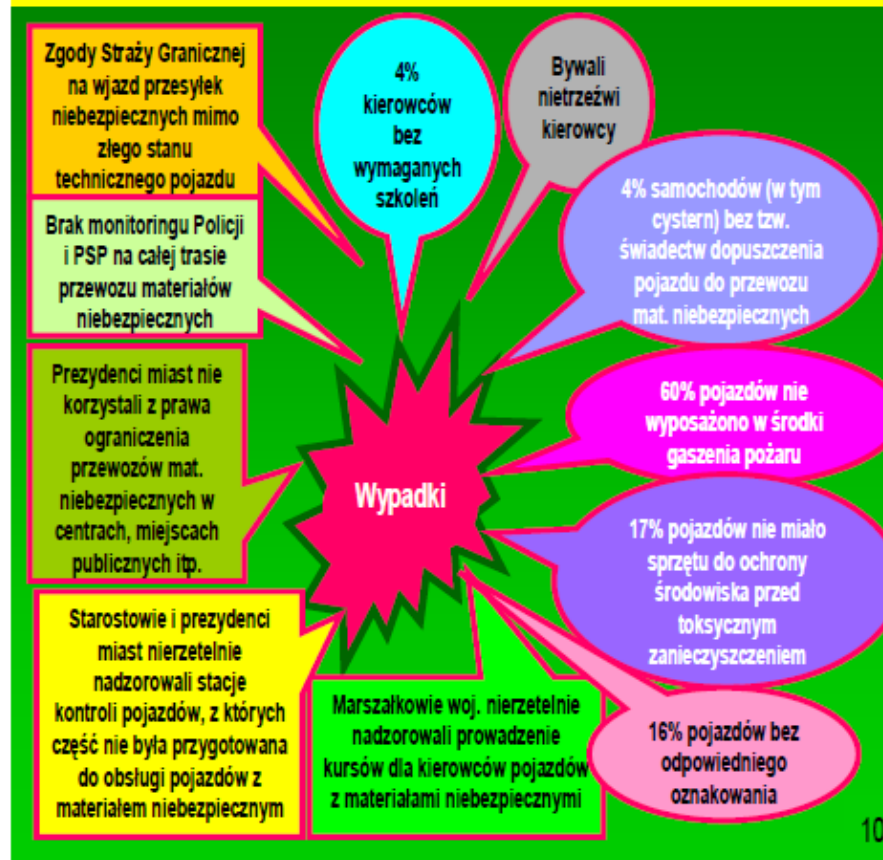 Zgody Straży Granicznej
na wjazd przesyłek
niebezpiecznych mimo
złego stanu
technicznego pojazdu
4%
kierowców
bez
wymaganych
szkoleń
Bywali
nietrzeźwi
kierowcy
4% samochodów (w tym
cystern) bez tzw.
świadectw dopuszczenia
pojazdu do przewozu
mat. niebezpiecznych
Brak monitoringu Policji
i PSP na całej trasie
przewozu materiałów
niebezpiecznych
60% pojazdów nie
wyposażono w środki
gaszenia pożaru
Prezydenci miast nie
korzystali z prawa
ograniczenia
przewozów mat.
niebezpiecznych w
centrach, miejscach
publicznych itp.
Wypadki
17% pojazdów nie miało
sprzętu do ochrony
środowiska przed
toksycznym
zanieczyszczeniem
Starostowie i prezydenci
miast nierzetelnie
nadzorowali stacje
kontroli pojazdów, z których
część nie była przygotowana
do obsługi pojazdów z
materiałem niebezpiecznym
Marszałkowie woj. nierzetelnie
nadzorowali prowadzenie
kursów dla kierowców pojazdów
z materiałami niebezpiecznymi
16% pojazdów bez
odpowiedniego
oznakowania
10